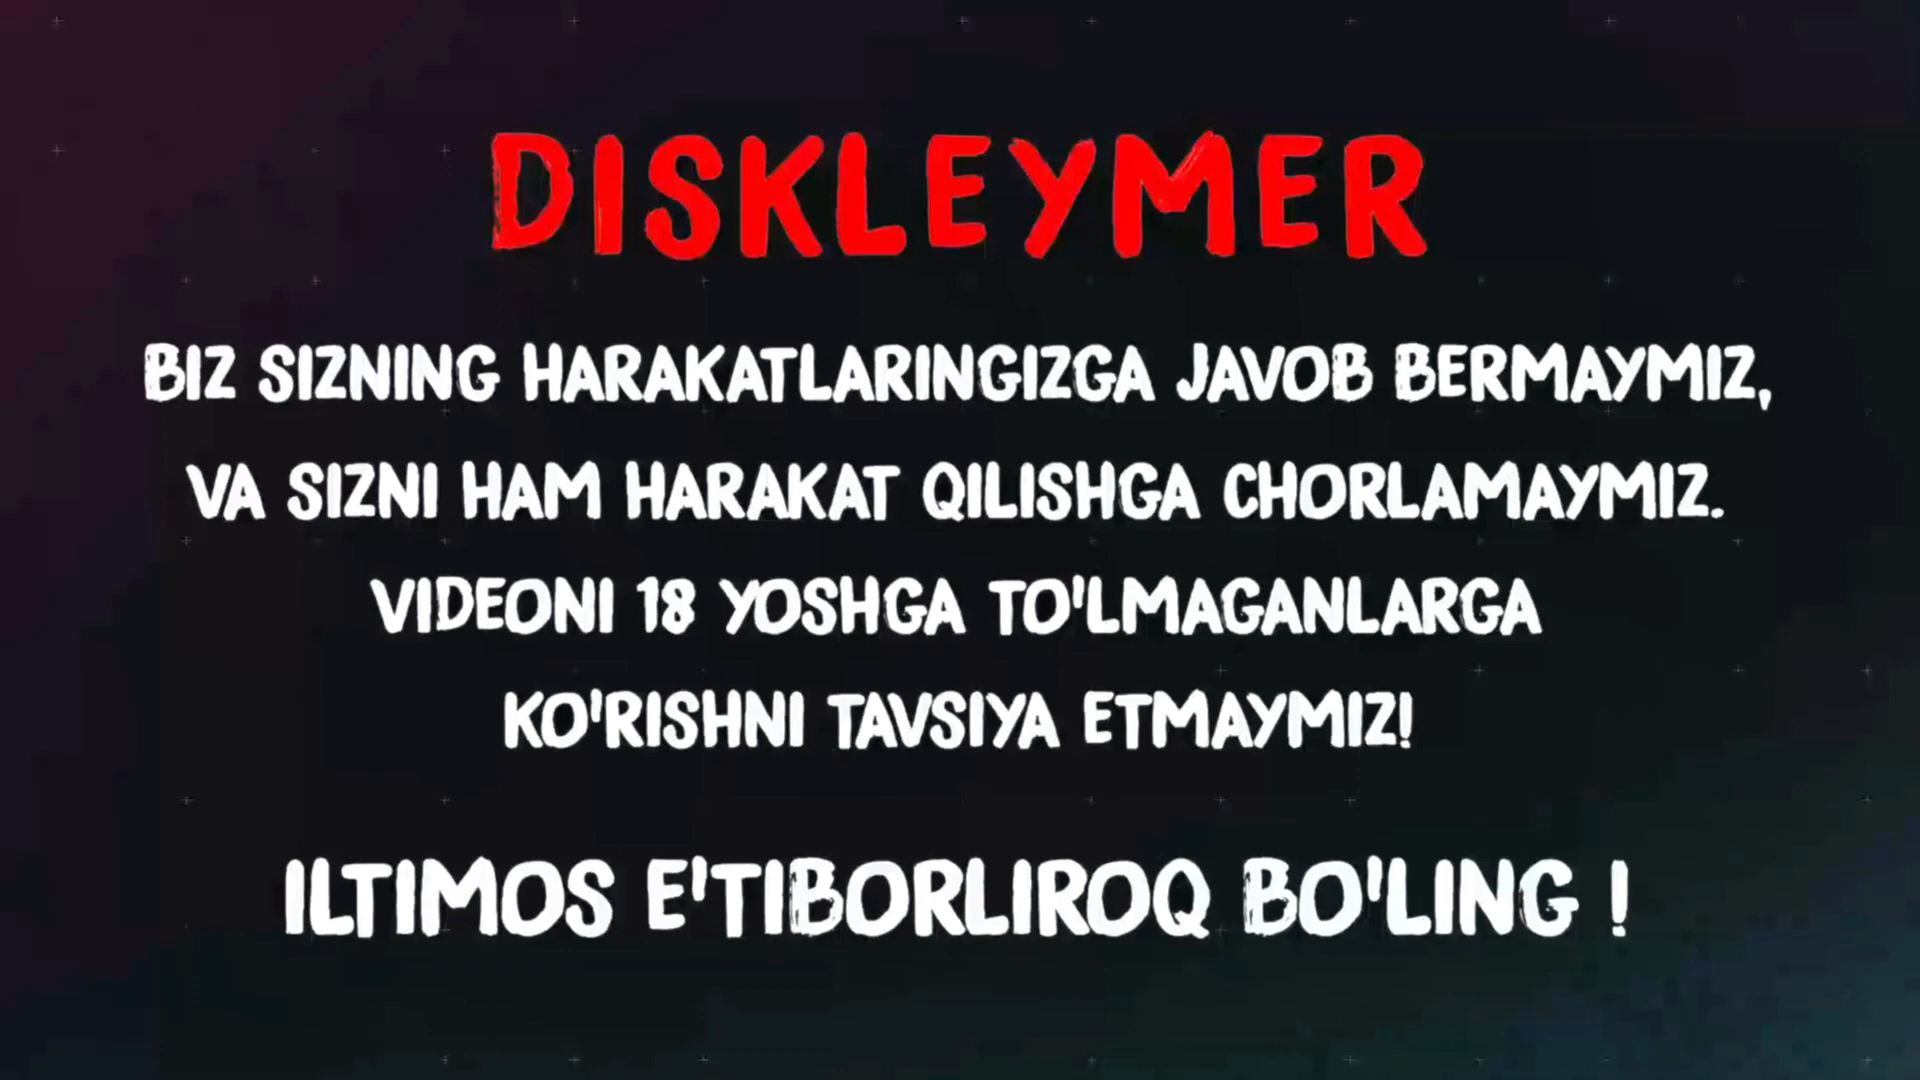 DISKLEYMER
BIZ SIZNING HARAKATLARINGIZGA JAVOB BERMAYMIZ,
VA SIZNI HAM HARAKAT QILISHGA CHORLAMAYMIZ.
VIDEONI 18 YOSHGA TO'LMAGANLARGA
KO'RISHNI TAVSIYA ETMAYMIZ!
ILTIMOS E'TIBORLIROQ BO'LING !